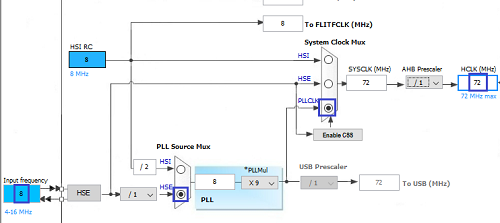 8 To FLITFCLK (MHz)
System Clock Mux
HSI RC
8
8 MHz
HSI
HSE
PLLCLK
SYSCLK (MHz)
72
AHB Prescaler
/ 1
HCLK (MHz)
72
72 MHz max
Enable CSS
PLL Source Mux
/ 2
HSI
HSE
Input frequency
8
4-16 MHz
HSE
/ 1
8
*PLLMul
X 9
PLL
USB Prescaler
/ 1
72
To USB (MHz)